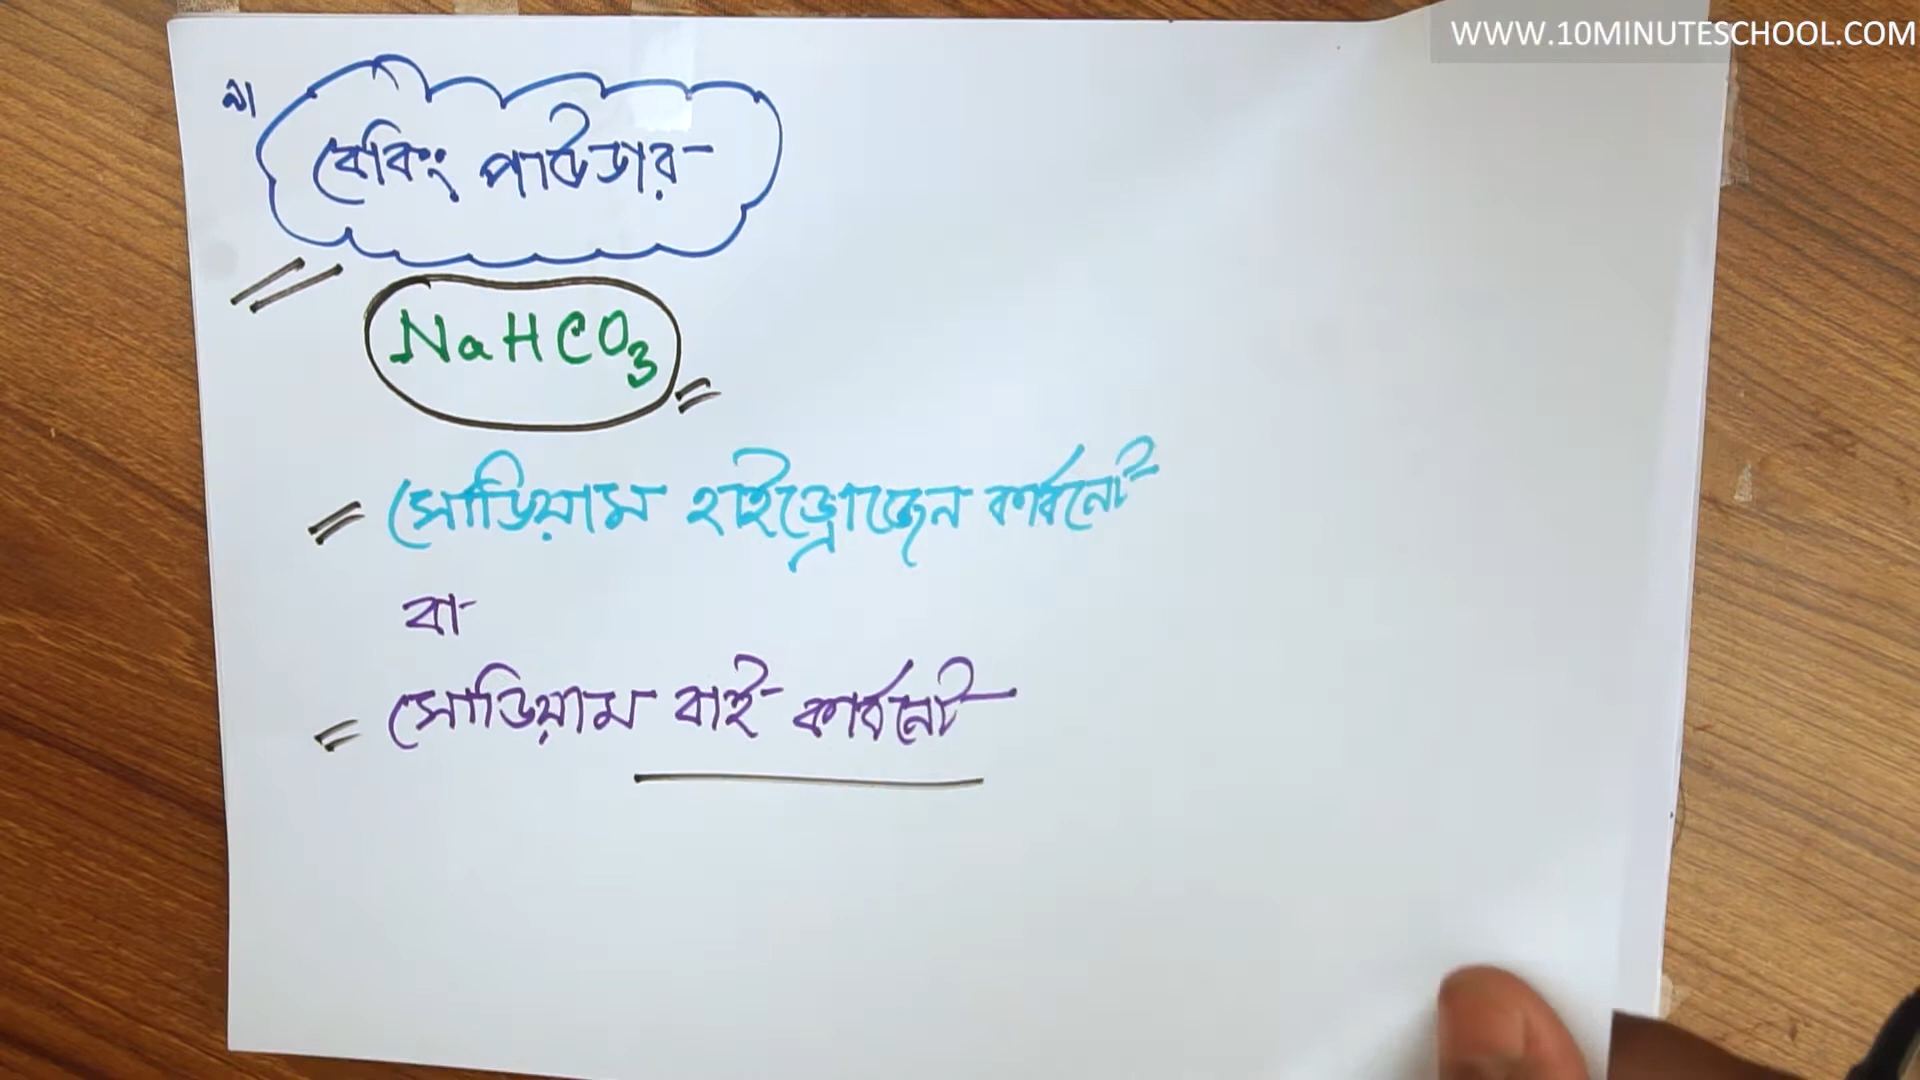 WWW.10MINUTESCHOOL.COM
বেকিং পাউডার
NaHCO3
সোডিয়াম হাইড্রোজেন কার্বনেট
বা
সোডিয়াম বাই কার্বনেট